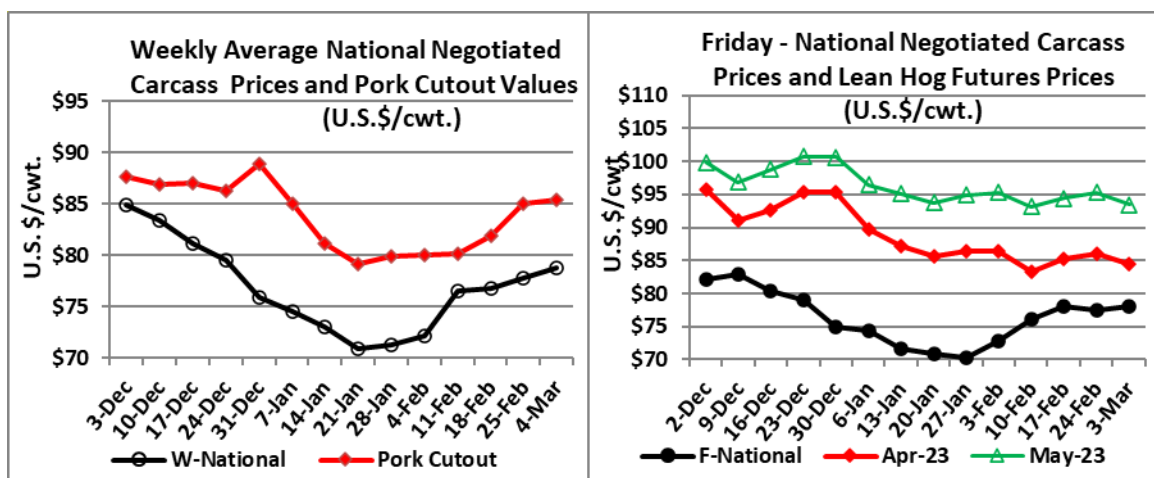 Weekly Average National Negotiated
Carcass Prices and Pork Cutout Values
(U.S.$/cwt.)
U.S. $/cwt.
$95
$90
$85
$80
$75
$70
3-Dec
10-Dec
17-Dec
24-Dec
31-Dec
7-Jan
14-Jan
21-Jan
28-Jan
4-Feb
11-Feb
18-Feb
25-Feb
4-Mar
W-National
Pork Cutout
Friday - National Negotiated Carcass
Prices and Lean Hog Futures Prices
(U.S.$/cwt.)
U.S. $/cwt.
$110
$105
$100
$95
$90
$85
$80
$75
$70
2-Dec
9-Dec
16-Dec
23-Dec
30-Dec
6-Jan
13-Jan
20-Jan
27-Jan
3-Feb
10-Feb
17-Feb
24-Feb
3-Mar
F-National
Apr-23
May-23